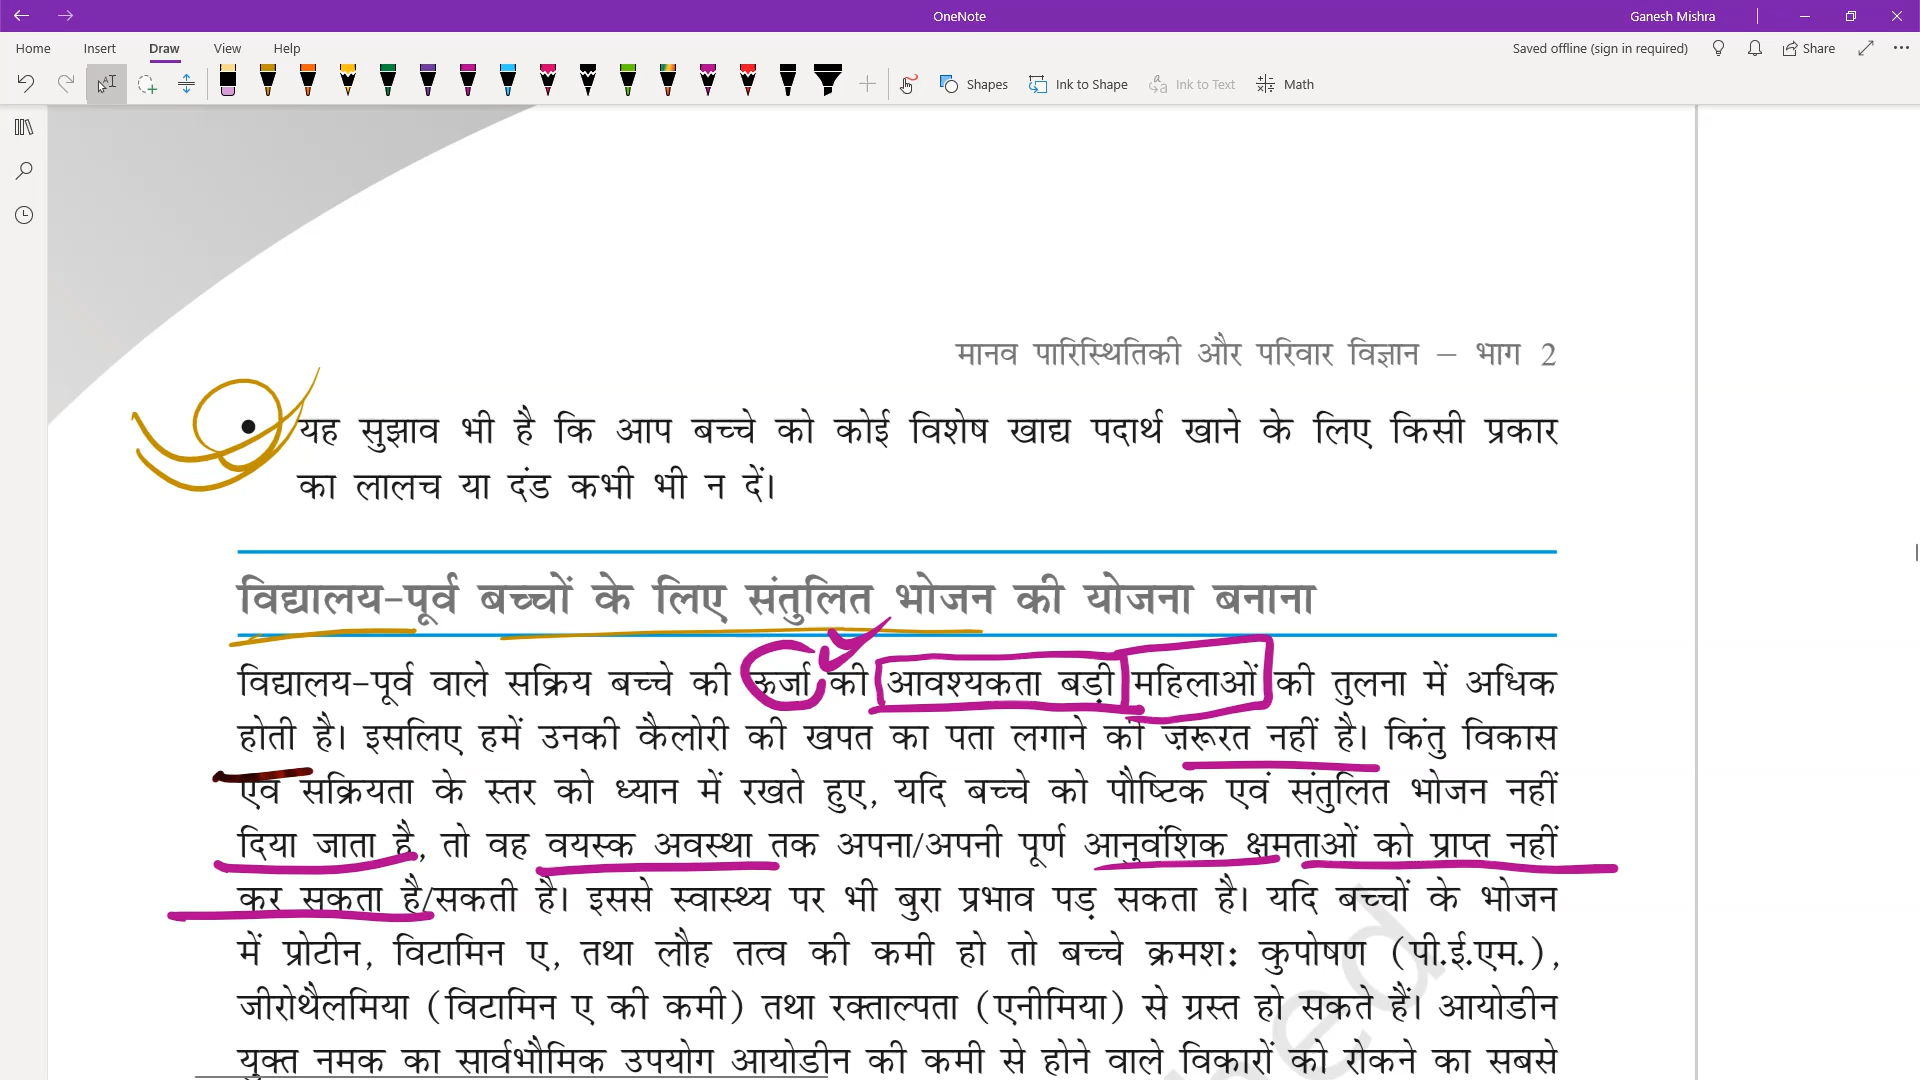 OneNote
Ganesh Mishra
Home Insert Draw View Help
Saved offline (sign in required) Share
Shapes Ink to Shape Ink to Text Math
मानव पारिस्थितिकी और परिवार विज्ञान – भाग 2
• यह सुझाव भी है कि आप बच्चे को कोई विशेष खाद्य पदार्थ खाने के लिए किसी प्रकार
का लालच या दंड कभी भी न दें।
विद्यालय-पूर्व बच्चों के लिए संतुलित भोजन की योजना बनाना
विद्यालय-पूर्व वाले सक्रिय बच्चे की ऊर्जा की आवश्यकता बड़ी महिलाओं की तुलना में अधिक
होती है। इसलिए हमें उनकी कैलोरी की खपत का पता लगाने की ज़रूरत नहीं है। किंतु विकास
एवं सक्रियता के स्तर को ध्यान में रखते हुए, यदि बच्चे को पौष्टिक एवं संतुलित भोजन नहीं
दिया जाता है, तो वह वयस्क अवस्था तक अपना/अपनी पूर्ण आनुवंशिक क्षमताओं को प्राप्त नहीं
कर सकता है/सकती है। इससे स्वास्थ्य पर भी बुरा प्रभाव पड़ सकता है। यदि बच्चों के भोजन
में प्रोटीन, विटामिन ए, तथा लौह तत्व की कमी हो तो बच्चे क्रमश: कुपोषण (पी.ई.एम.),
जीरोथैलमिया (विटामिन ए की कमी) तथा रक्ताल्पता (एनीमिया) से ग्रस्त हो सकते हैं। आयोडीन
युक्त नमक का सार्वभौमिक उपयोग आयोडीन की कमी से होने वाले विकारों को रोकने का सबसे